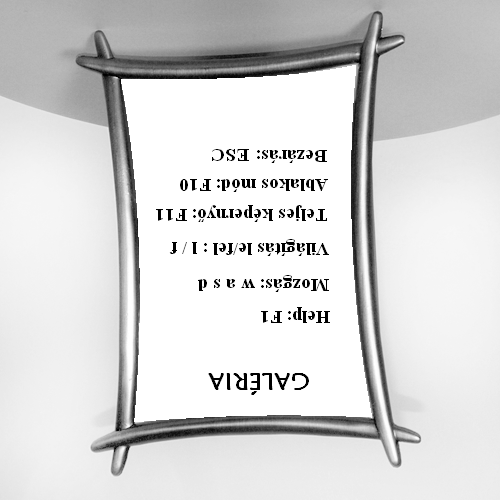 GALÉRIA
Help: F1
Mozgás: w a s d
Világítás le/fel : l / f
Teljes képernyő: F11
Ablakos mód: F10
Bezárás: ESC